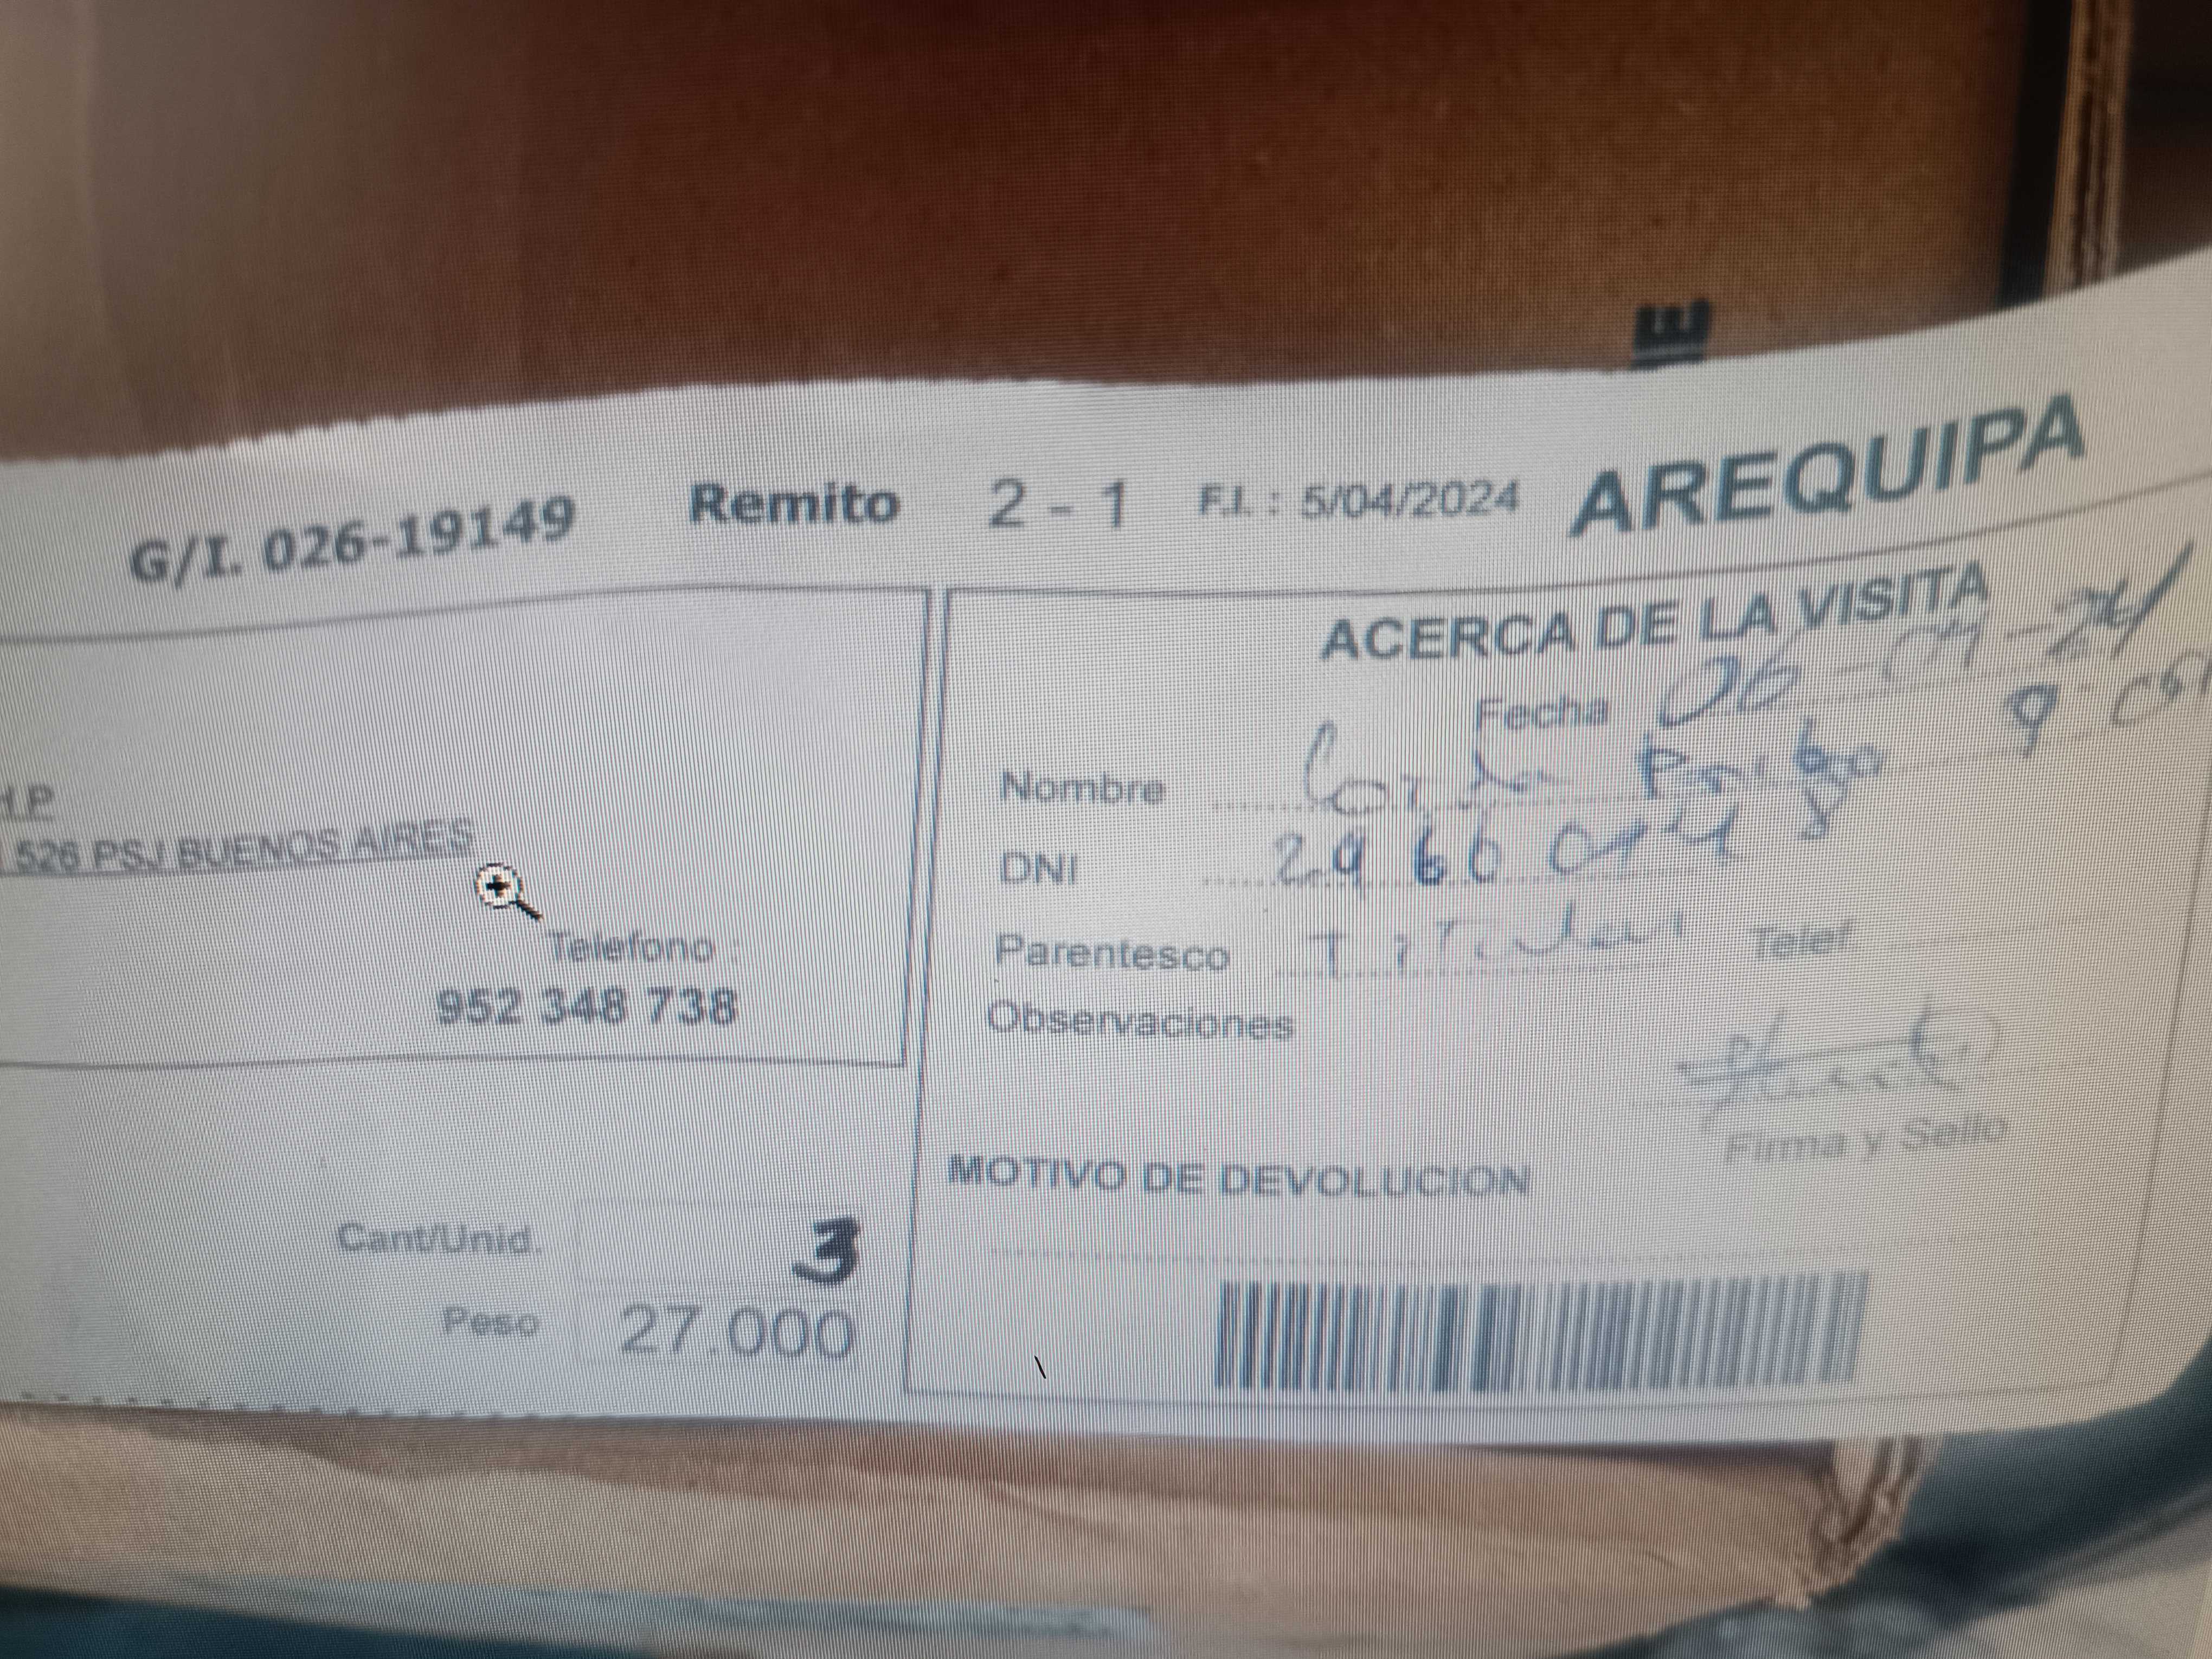 G/I. 026-19149 Remito 2 - 1 F.I. : 5/04/2024 AREQUIPA
ACERCA DE LA VISITA
Fecha 06-04-24
H.P
526 PSJ BUENOS AIRES
Telefono :
952 348 738
Cant/Unid. 3
Peso 27.000
Nombre
DNI
Parentesco Titular Telef
Observaciones
Firma y Sello
MOTIVO DE DEVOLUCION